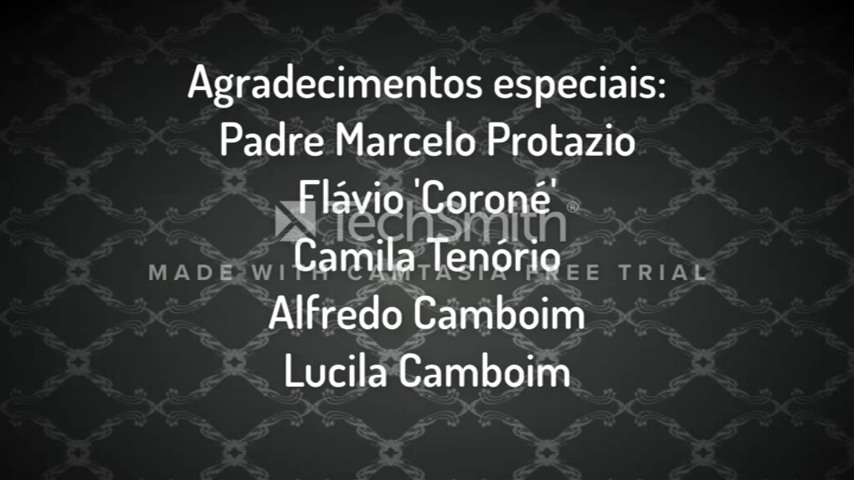 Agradecimentos especiais:
Padre Marcelo Protazio
Flávio 'Coroné'
TechSmith®
Camila Tenório
MADE WITH CAMTASIA FREE TRIAL
Alfredo Camboim
Lucila Camboim